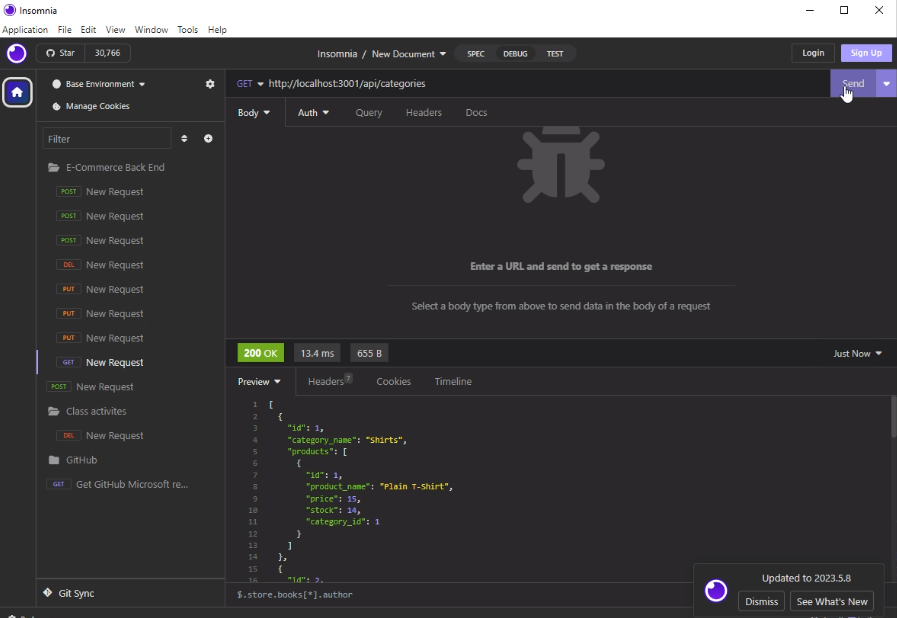 Insomnia
Application File Edit View Window Tools Help
Star 30,766 Insomnia / New Document SPEC DEBUG TEST Login Sign Up
Base Environment
Manage Cookies
GET http://localhost:3001/api/categories Send
Body Auth Query Headers Docs
Filter
E-Commerce Back End
POST New Request
POST New Request
POST New Request
DEL New Request
PUT New Request
PUT New Request
PUT New Request
GET New Request
POST New Request
Class activites
DEL New Request
GitHub
GET Get GitHub Microsoft re...
Git Sync
Enter a URL and send to get a response
Select a body type from above to send data in the body of a request
200 OK 13.4 ms 655 B Just Now
Preview Headers 7 Cookies Timeline
1 [
2 {
3 "id": 1,
4 "category_name": "Shirts",
5 "products": [
6 {
7 "id": 1,
8 "product_name": "Plain T-Shirt",
9 "price": 15,
10 "stock": 14,
11 "category_id": 1
12 }
13 ]
14 },
15 {
16 "id": 2,
$.store.books[*].author
Updated to 2023.5.8
Dismiss See What's New